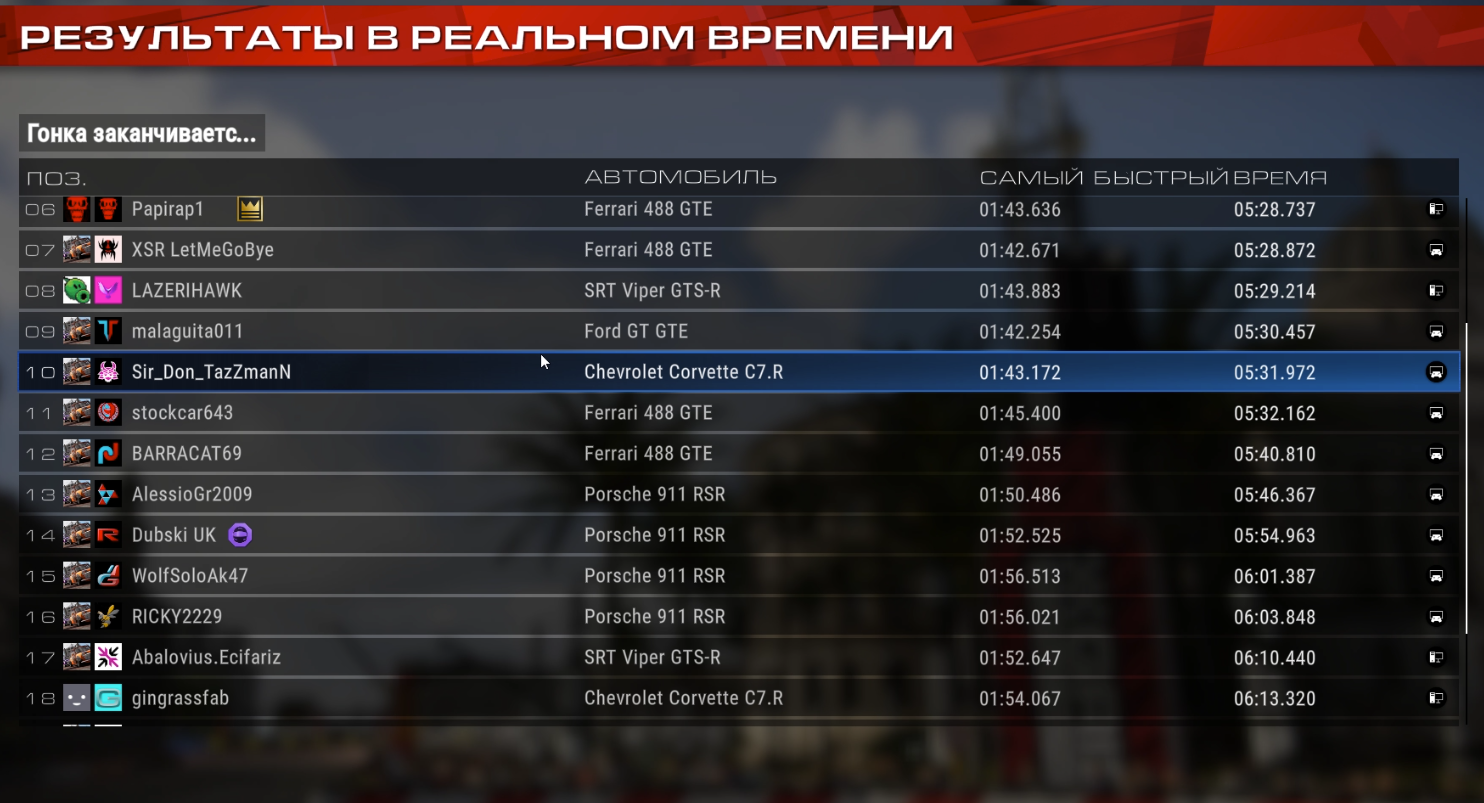 РЕЗУЛЬТАТЫ В РЕАЛЬНОМ ВРЕМЕНИ
Гонка заканчиваетс...
ПОЗ. АВТОМОБИЛЬ САМЫЙ БЫСТРЫЙ ВРЕМЯ
06 Papirap1 Ferrari 488 GTE 01:43.636 05:28.737
07 XSR LetMeGoBye Ferrari 488 GTE 01:42.671 05:28.872
08 LAZERIHAWK SRT Viper GTS-R 01:43.883 05:29.214
09 malaguita011 Ford GT GTE 01:42.254 05:30.457
10 Sir_Don_TazZmanN Chevrolet Corvette C7.R 01:43.172 05:31.972
11 stockcar643 Ferrari 488 GTE 01:45.400 05:32.162
12 BARRACAT69 Ferrari 488 GTE 01:49.055 05:40.810
13 AlessioGr2009 Porsche 911 RSR 01:50.486 05:46.367
14 Dubski UK Porsche 911 RSR 01:52.525 05:54.963
15 WolfSoloAk47 Porsche 911 RSR 01:56.513 06:01.387
16 RICKY2229 Porsche 911 RSR 01:56.021 06:03.848
17 Abalovius.Ecifariz SRT Viper GTS-R 01:52.647 06:10.440
18 gingrassfab Chevrolet Corvette C7.R 01:54.067 06:13.320